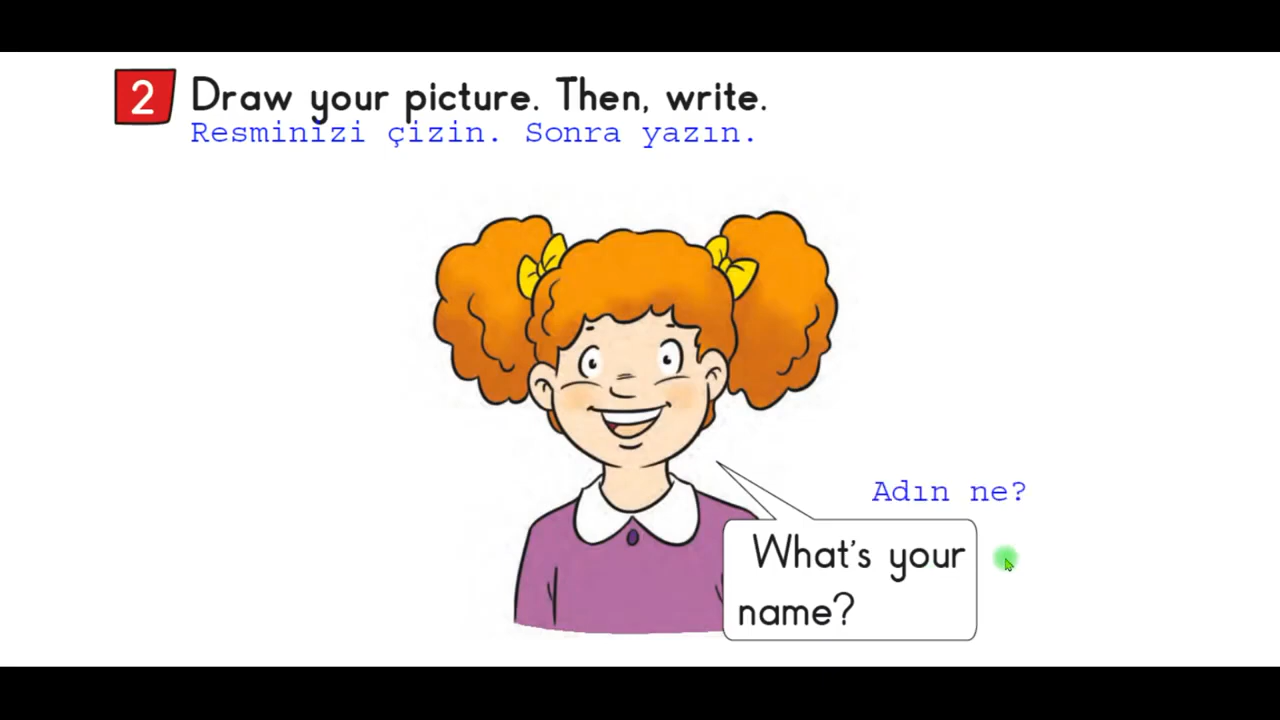 2 Draw your picture. Then, write.
Resminizi çizin. Sonra yazın.
Adın ne?
What's your
name?